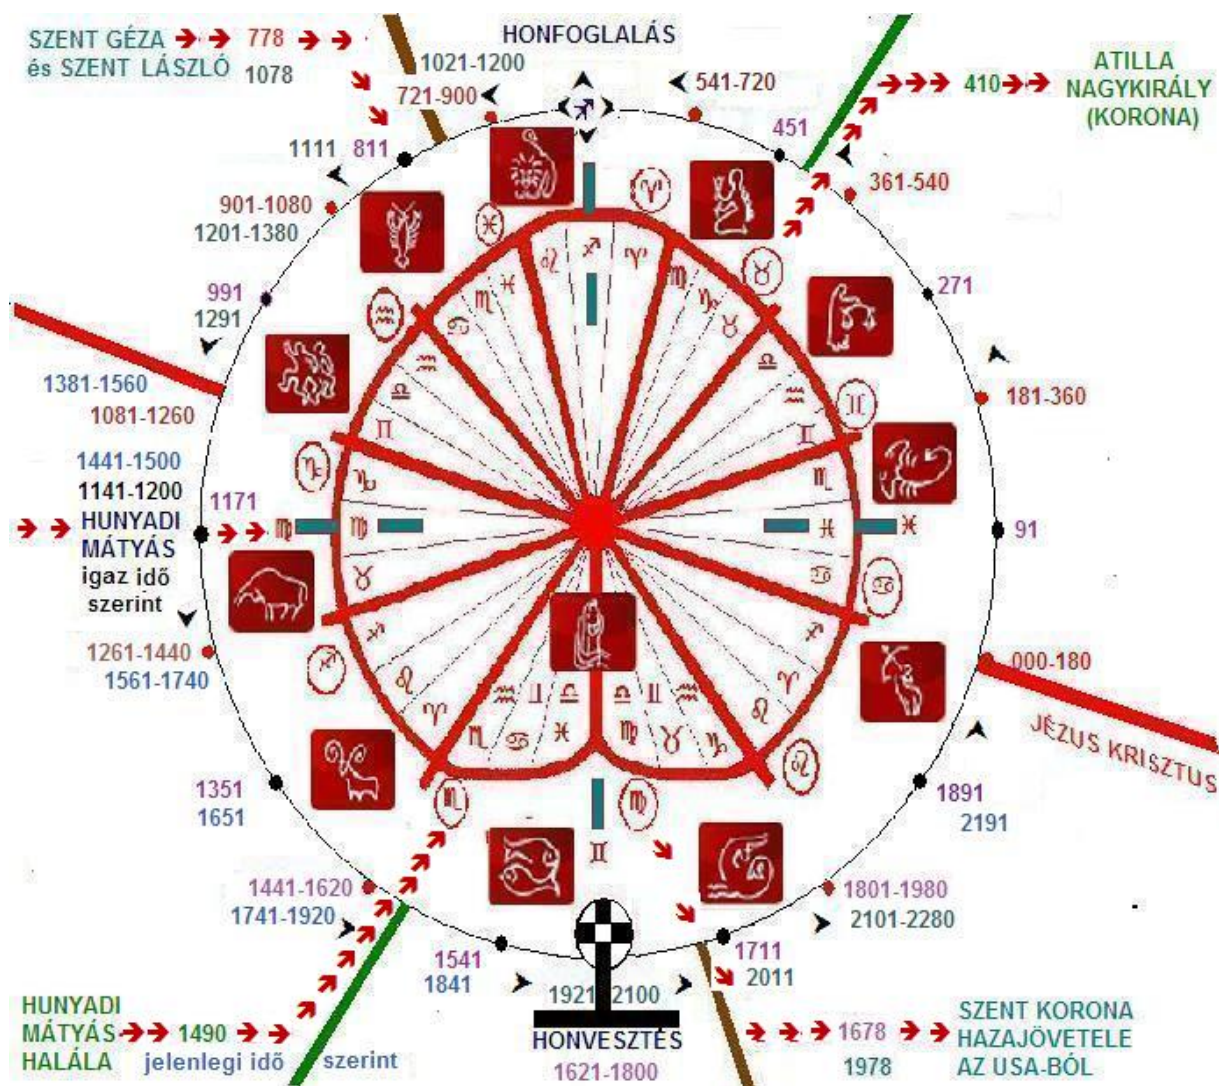 SZENT GÉZA 778
és SZENT LÁSZLÓ 1078
HONFOGLALÁS
1021-1200
721-900
541-720
410
ATILLA
NAGYKIRÁLY
(KORONA)
1111 811
451
361-540
901-1080
1201-1380
991
1291
271
1381-1560
1081-1260
181-360
1441-1500
1141-1200
HUNYADI
MÁTYÁS
igaz idő
szerint
1171
91
1261-1440
1561-1740
000-180
JÉZUS KRISZTUS
1351
1651
1891
2191
1441-1620
1741-1920
1801-1980
2101-2280
1541
1841
1711
2011
1921-2100
HONVESZTÉS
1621-1800
HUNYADI
MÁTYÁS 1490
HALÁLA jelenlegi idő szerint
1678
1978
SZENT KORONA
HAZAJÖVETELE
AZ USA-BÓL